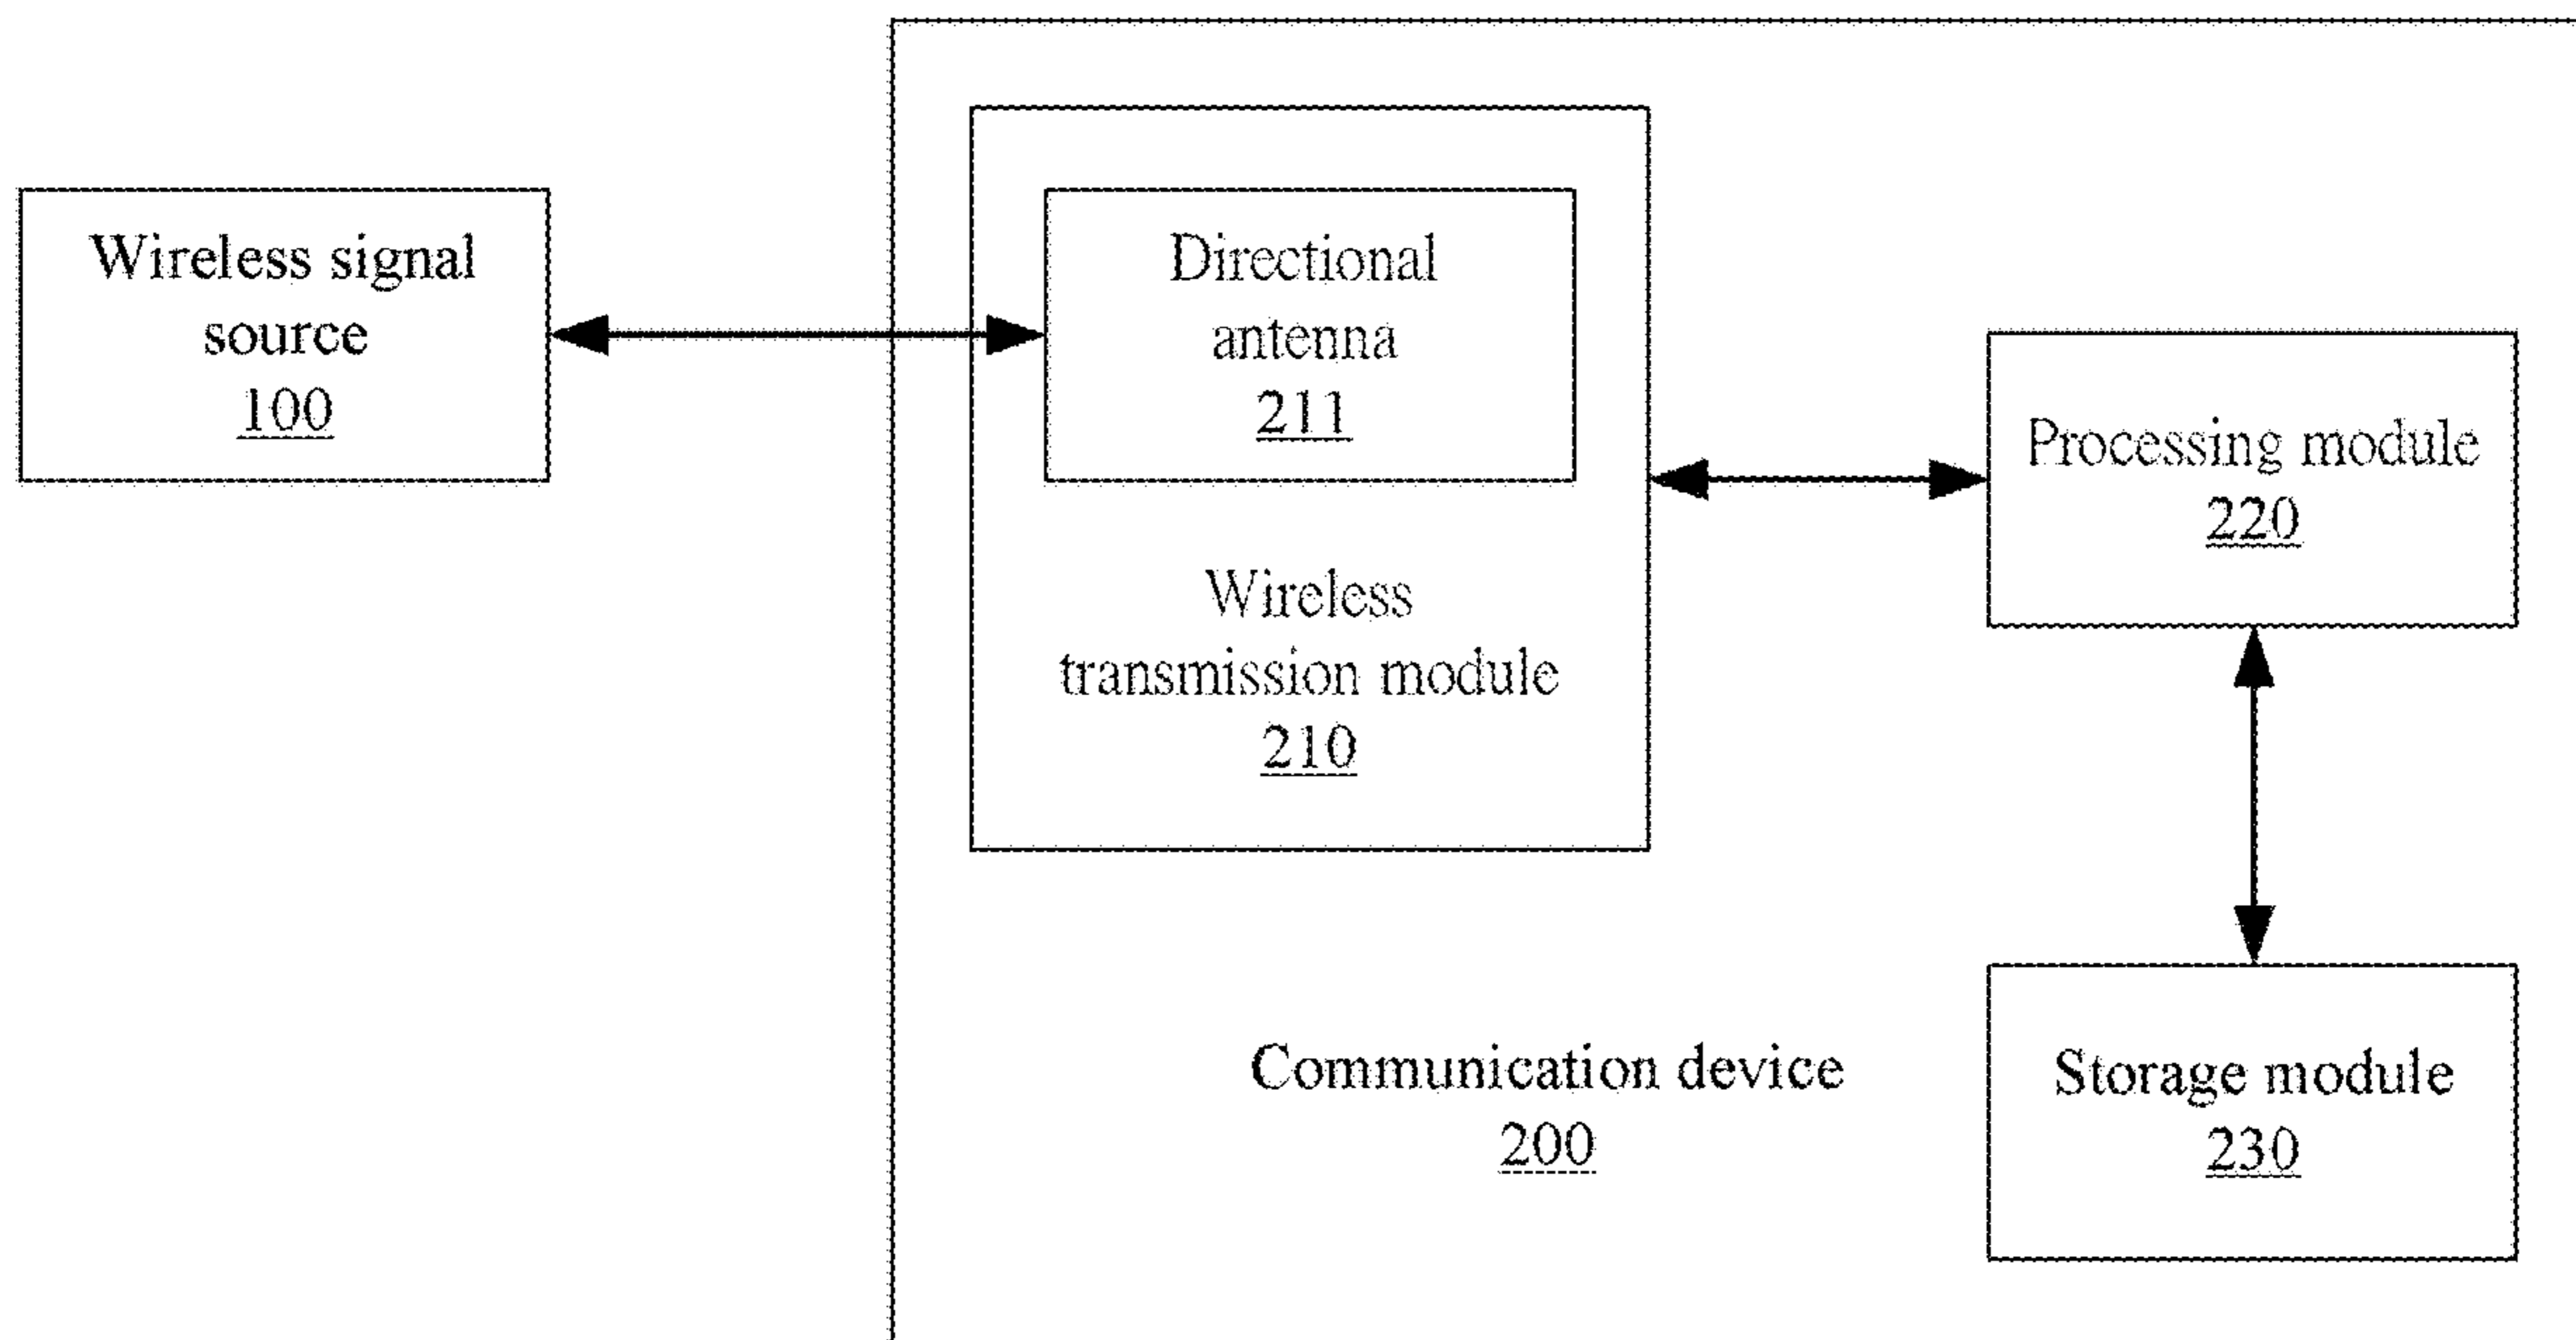 Wireless signal
source
100
Directional
antenna
211
Wireless
transmission module
210
Processing module
220
Communication device
200
Storage module
230